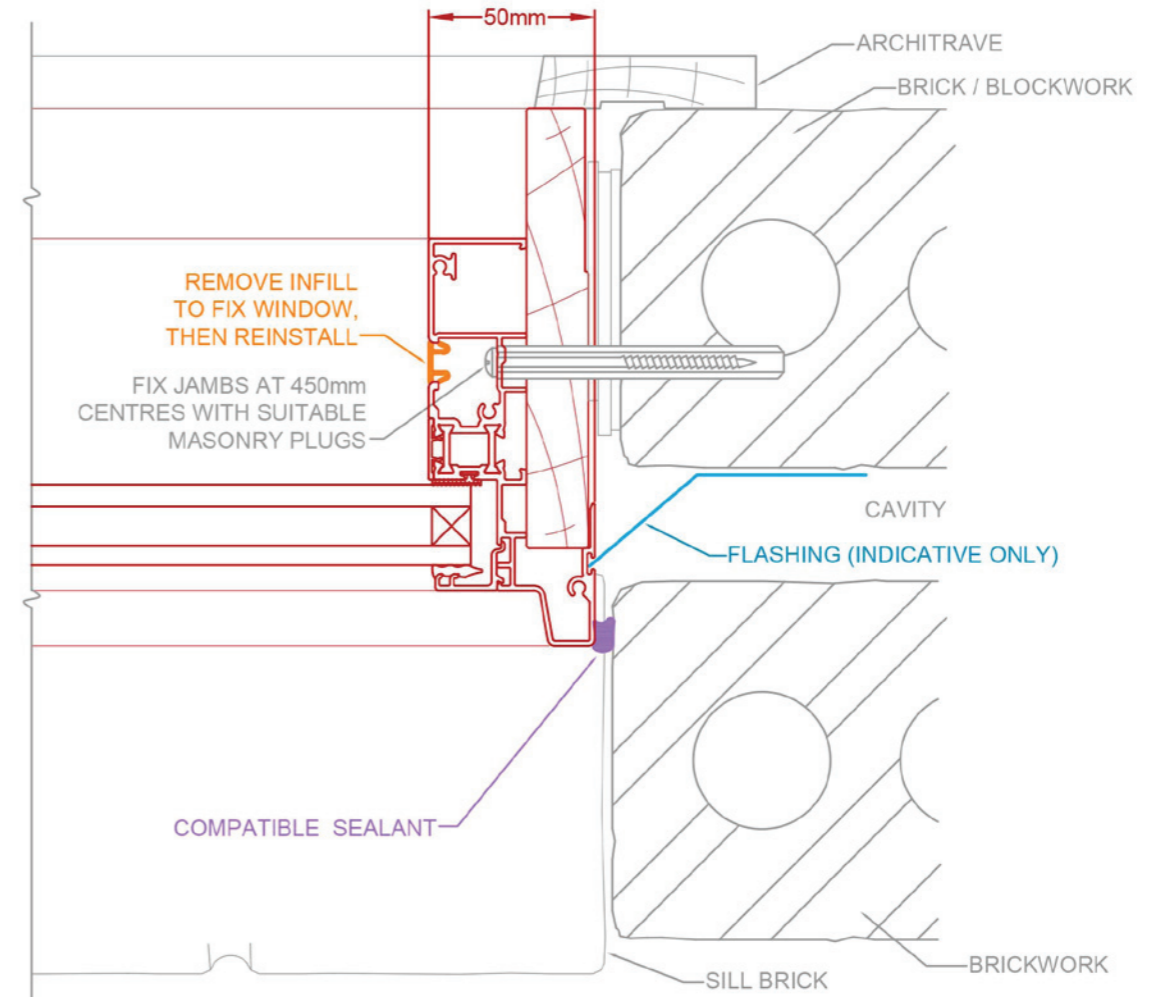 50mm
ARCHITRAVE
BRICK / BLOCKWORK
REMOVE INFILL
TO FIX WINDOW,
THEN REINSTALL
FIX JAMBS AT 450mm
CENTRES WITH SUITABLE
MASONRY PLUGS
CAVITY
FLASHING (INDICATIVE ONLY)
COMPATIBLE SEALANT
BRICKWORK
SILL BRICK